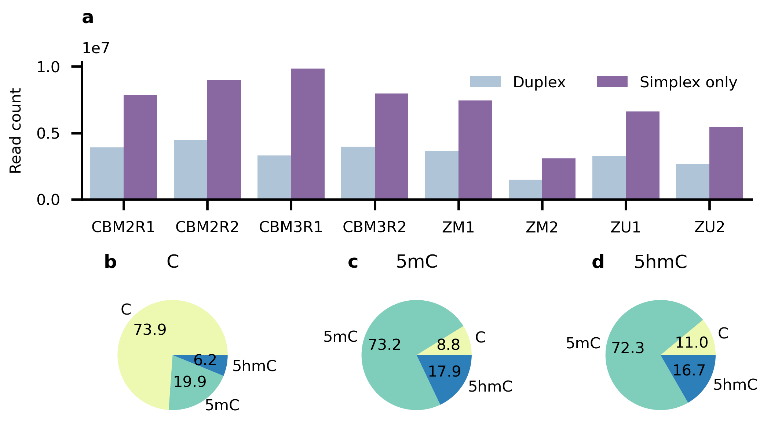 a
1e7
1.0
0.5
0.0
Read count
Duplex
Simplex only
CBM2R1 CBM2R2 CBM3R1 CBM3R2 ZM1 ZM2 ZU1 ZU2
b C
C
73.9
6.2
5hmC
19.9
5mC
c 5mC
5mC
73.2
8.8
C
17.9
5hmC
d 5hmC
5mC
72.3
11.0
C
16.7
5hmC